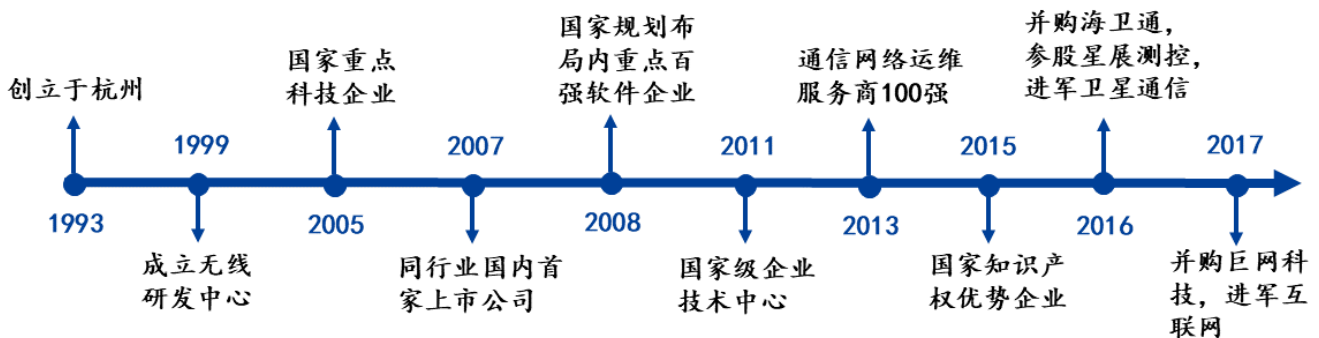 创立于杭州
1993
1999
成立无线
研发中心
国家重点
科技企业
2005
2007
同行业国内首
家上市公司
国家规划布
局内重点百
强软件企业
2008
2011
国家级企业
技术中心
通信网络运维
服务商100强
2013
2015
国家知识产
权优势企业
并购海卫通，
参股星展测控，
进军卫星通信
2016
2017
并购巨网科
技，进军互
联网